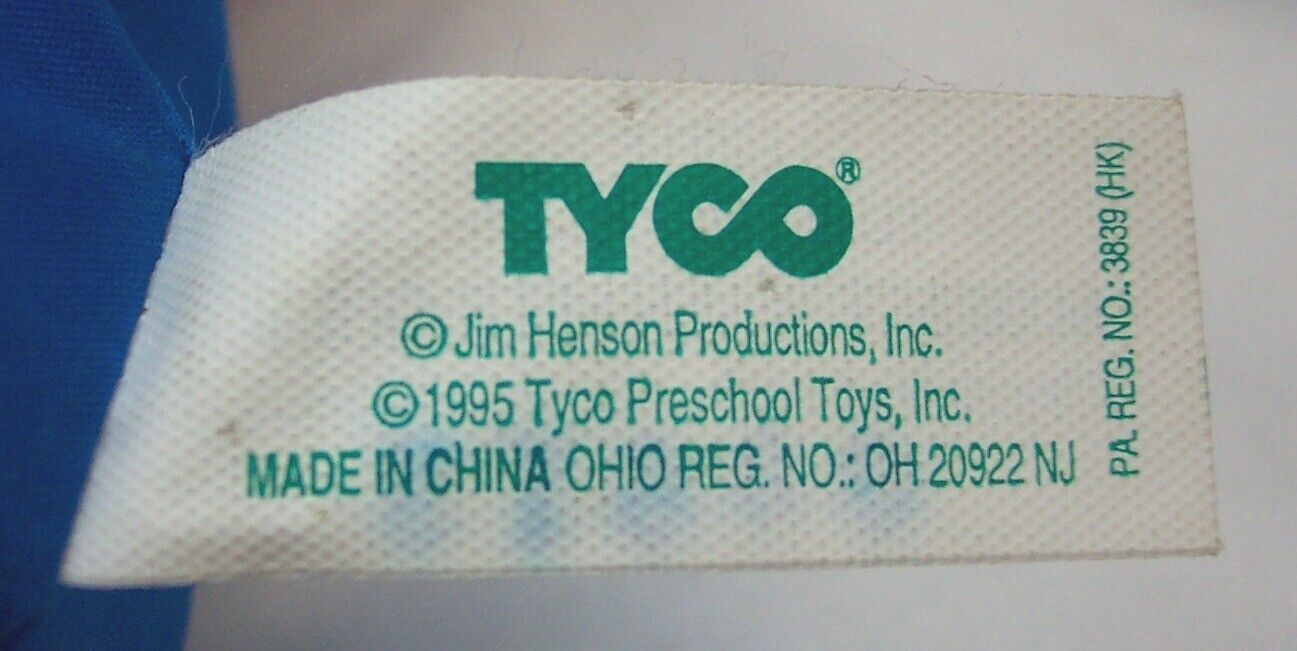 TYCO®
© Jim Henson Productions, Inc.
© 1995 Tyco Preschool Toys, Inc.
MADE IN CHINA OHIO REG. NO.: OH 20922 NJ
PA. REG. NO.: 3839 (HK)